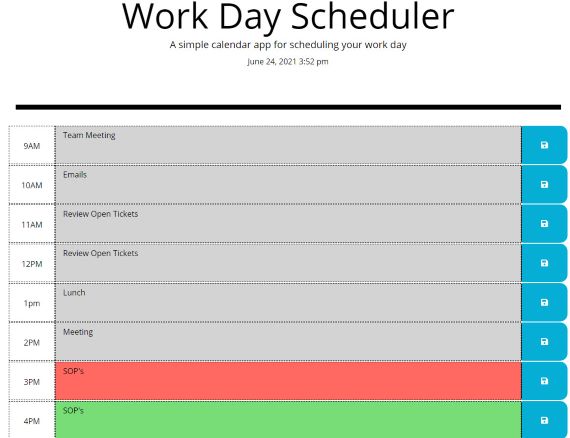 Work Day Scheduler
A simple calendar app for scheduling your work day
June 24, 2021 3:52 pm
9AM Team Meeting
10AM Emails
11AM Review Open Tickets
12PM Review Open Tickets
1pm Lunch
2PM Meeting
3PM SOP's
4PM SOP's